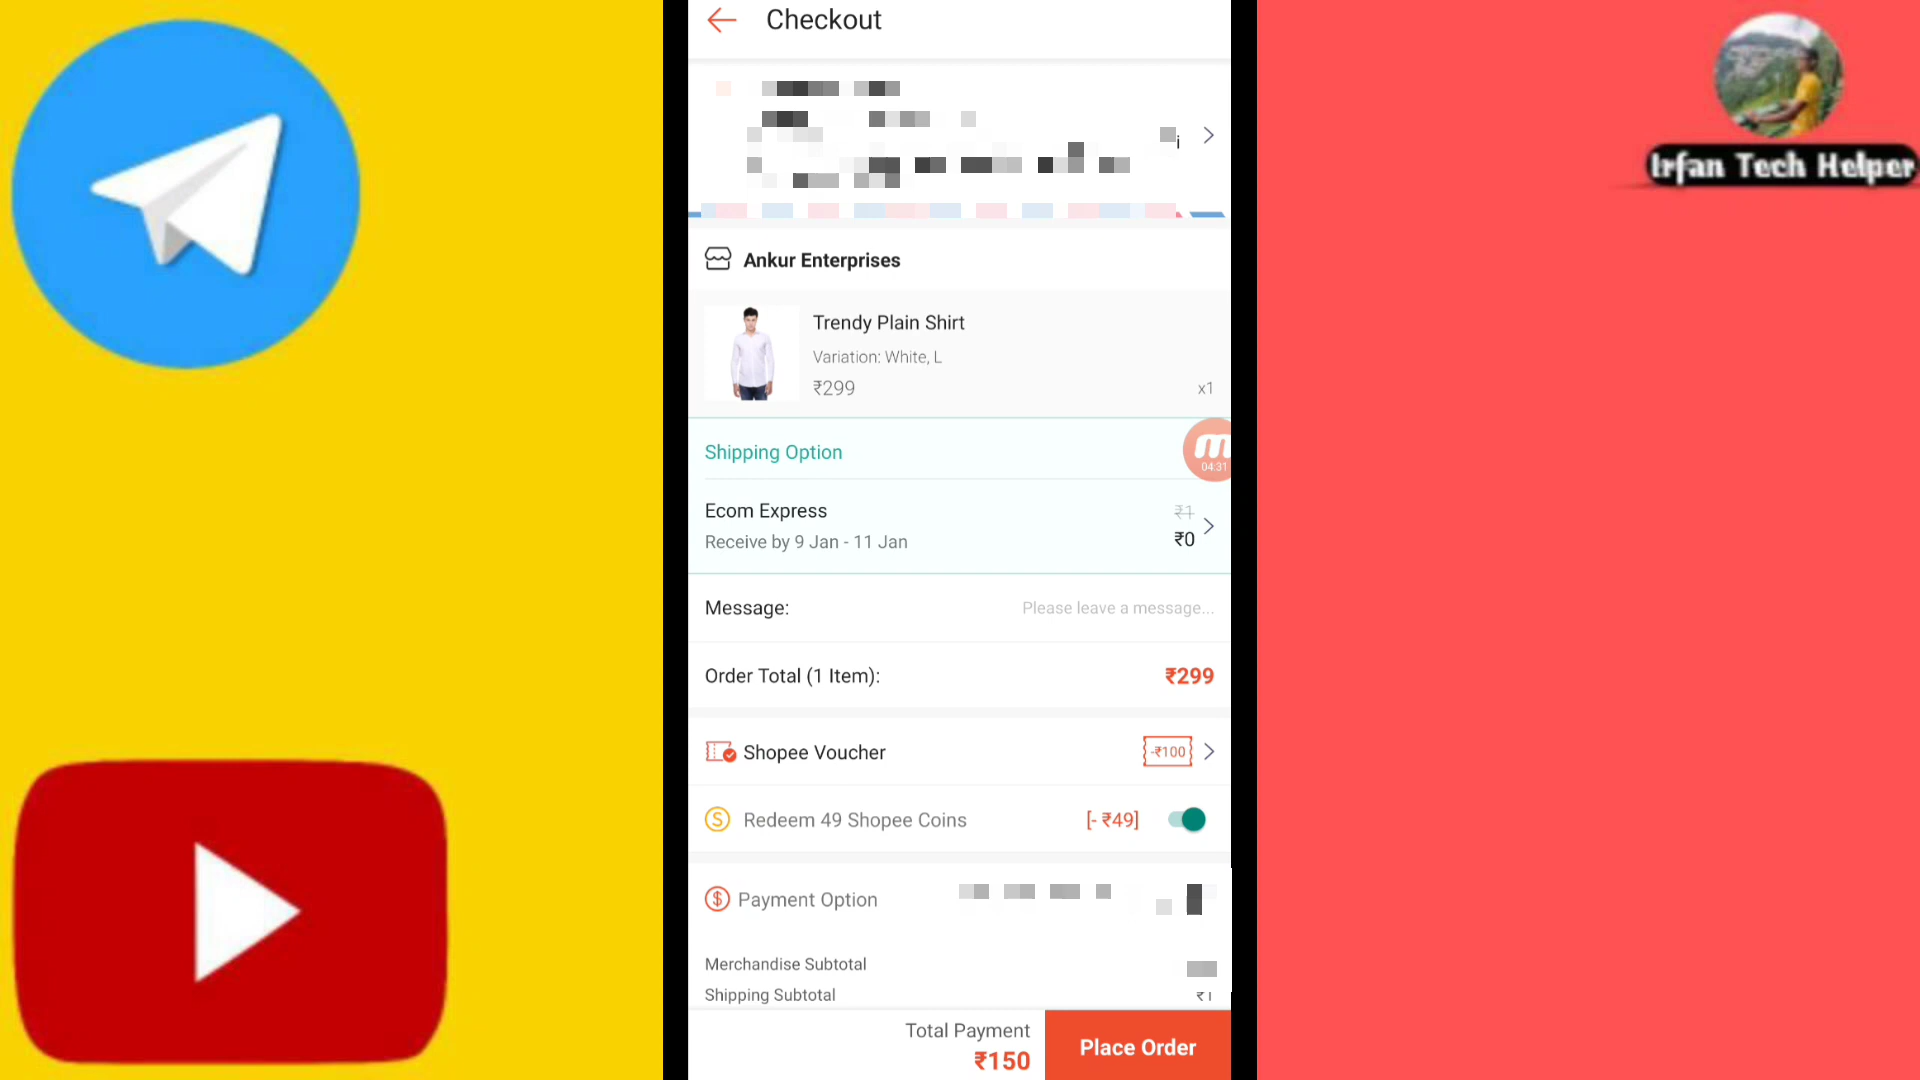 Checkout
Irfan Tech Helper
i
Ankur Enterprises
Trendy Plain Shirt
Variation: White, L
₹299
x1
Shipping Option
m
04:31
Ecom Express
₹1
Receive by 9 Jan - 11 Jan
₹0
Message:
Please leave a message...
Order Total (1 Item):
₹299
Shopee Voucher
-₹100
S
Redeem 49 Shopee Coins
[- ₹49]
$
Payment Option
Merchandise Subtotal
Shipping Subtotal
₹1
Total Payment
₹150
Place Order